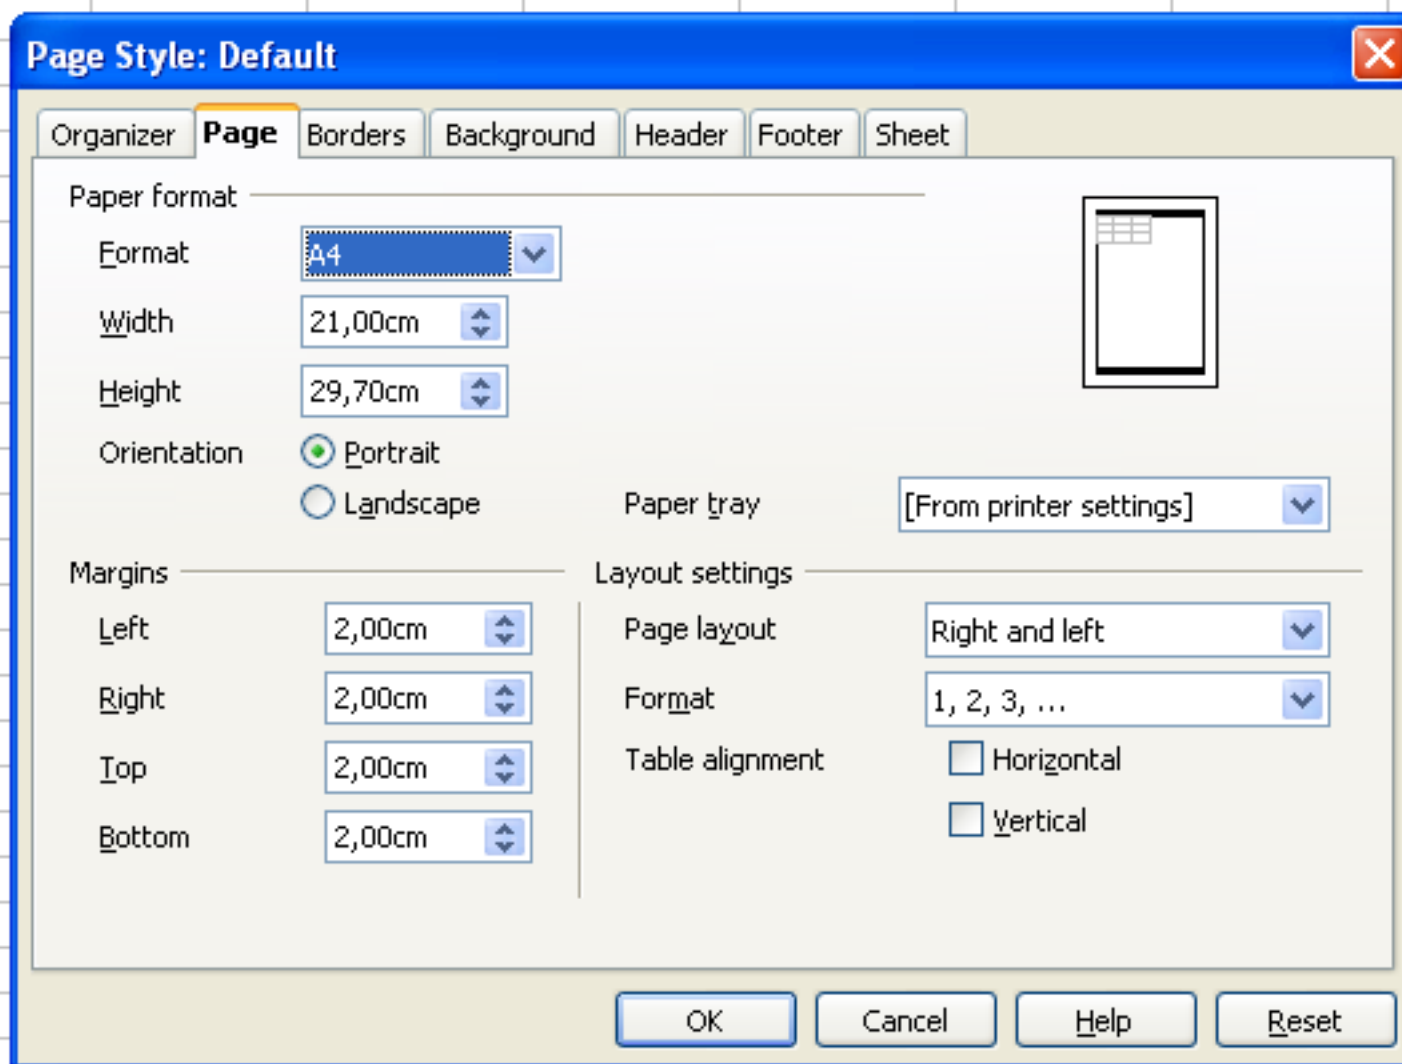 Page Style: Default
Organizer Page Borders Background Header Footer Sheet
Paper format
Format A4
Width 21,00cm
Height 29,70cm
Orientation Portrait
Landscape Paper tray [From printer settings]
Margins Layout settings
Left 2,00cm Page layout Right and left
Right 2,00cm Format 1, 2, 3, ...
Top 2,00cm Table alignment Horizontal
Vertical
Bottom 2,00cm
OK Cancel Help Reset